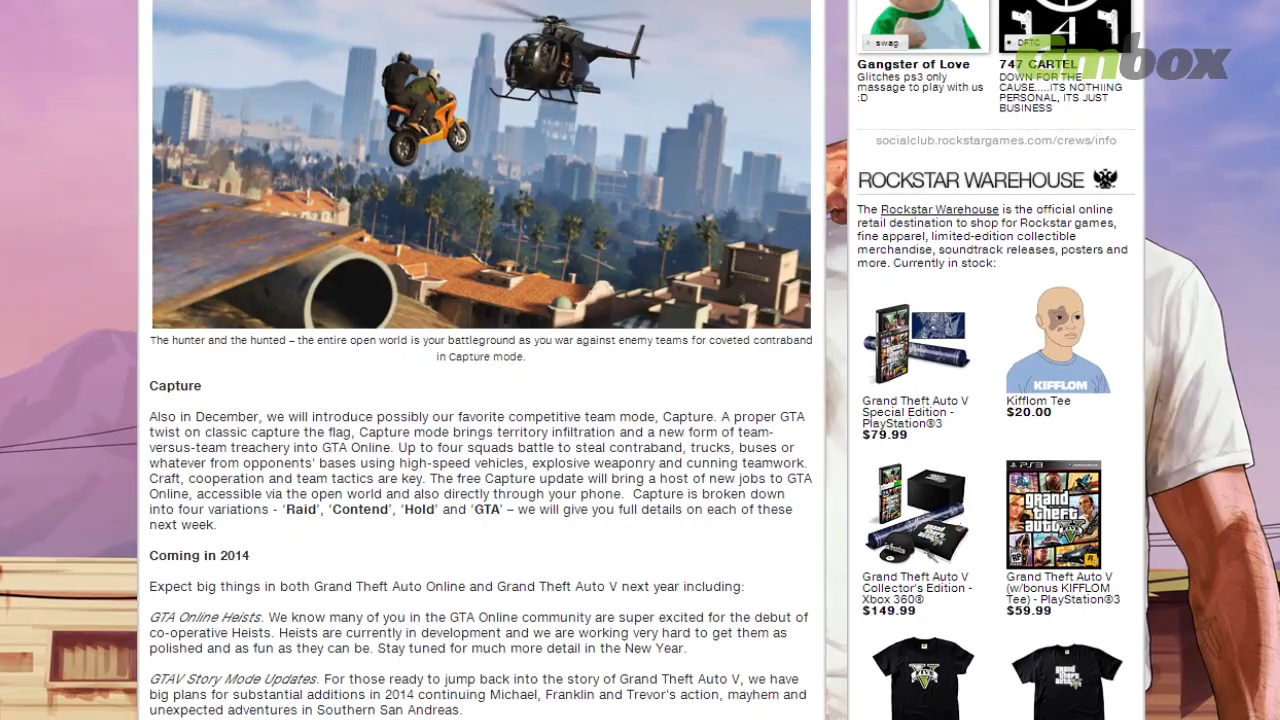 The hunter and the hunted – the entire open world is your battleground as you war against enemy teams for coveted contraband
in Capture mode.
Capture
Also in December, we will introduce possibly our favorite competitive team mode, Capture. A proper GTA
twist on classic capture the flag, Capture mode brings territory infiltration and a new form of team-
versus-team treachery into GTA Online. Up to four squads battle to steal contraband, trucks, buses or
whatever from opponents' bases using high-speed vehicles, explosive weaponry and cunning teamwork.
Craft, cooperation and team tactics are key. The free Capture update will bring a host of new jobs to GTA
Online, accessible via the open world and also directly through your phone.  Capture is broken down
into four variations - 'Raid', 'Contend', 'Hold' and 'GTA' – we will give you full details on each of these
next week.
Coming in 2014
Expect big things in both Grand Theft Auto Online and Grand Theft Auto V next year including:
GTA Online Heists. We know many of you in the GTA Online community are super excited for the debut of
co-operative Heists. Heists are currently in development and we are working very hard to get them as
polished and as fun as they can be. Stay tuned for much more detail in the New Year.
GTAV Story Mode Updates. For those ready to jump back into the story of Grand Theft Auto V, we have
big plans for substantial additions in 2014 continuing Michael, Franklin and Trevor's action, mayhem and
unexpected adventures in Southern San Andreas.
swag
Gangster of Love
Glitches ps3 only
massage to play with us
:D
4
DFTC
747 CARTEL
DOWN FOR THE
CAUSE.....ITS NOTHIING
PERSONAL, ITS JUST
BUSINESS
timbox
socialclub.rockstargames.com/crews/info
ROCKSTAR WAREHOUSE
The Rockstar Warehouse is the official online
retail destination to shop for Rockstar games,
fine apparel, limited-edition collectible
merchandise, soundtrack releases, posters and
more. Currently in stock:
Grand Theft Auto V
Special Edition -
PlayStation®3
$79.99
KIFFLOM
Kifflom Tee
$20.00
Grand Theft Auto V
Collector's Edition -
Xbox 360®
$149.99
PS3
grand
theft
auto
V
Grand Theft Auto V
(w/bonus KIFFLOM
Tee) - PlayStation®3
$59.99
V
grand
theft
auto